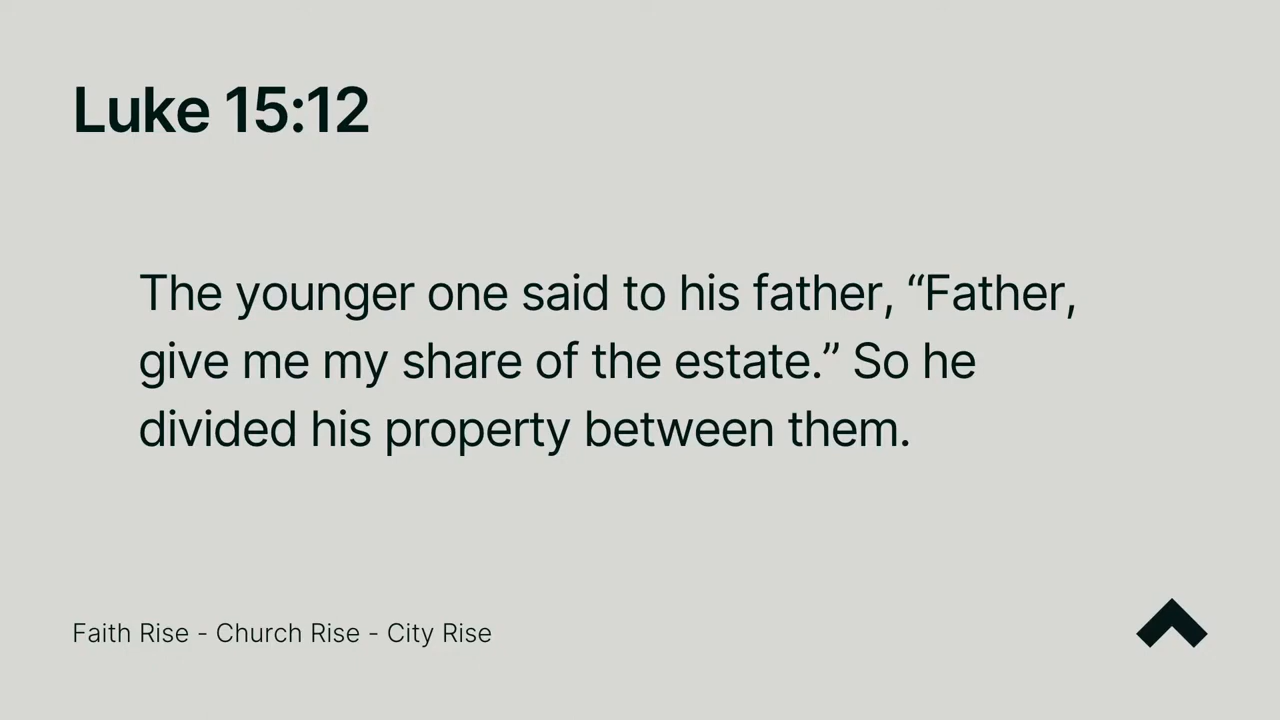 Luke 15:12
The younger one said to his father, “Father,
give me my share of the estate.” So he
divided his property between them.
Faith Rise - Church Rise - City Rise